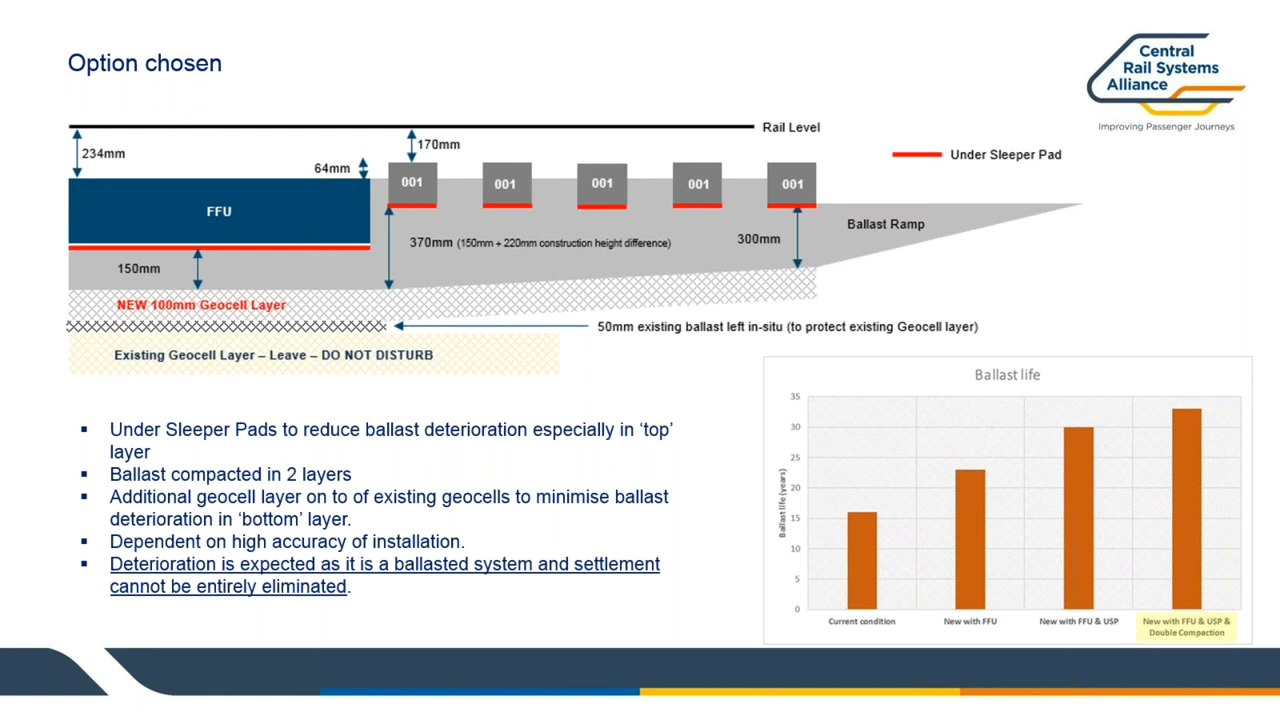 Option chosen
Central
Rail Systems
Alliance
Improving Passenger Journeys
Rail Level
234mm
170mm
64mm
Under Sleeper Pad
001
001
001
001
001
FFU
Ballast Ramp
370mm (150mm + 220mm construction height difference)
300mm
150mm
NEW 100mm Geocell Layer
50mm existing ballast left in-situ (to protect existing Geocell layer)
Existing Geocell Layer – Leave – DO NOT DISTURB
▪ Under Sleeper Pads to reduce ballast deterioration especially in ‘top’
layer
▪ Ballast compacted in 2 layers
▪ Additional geocell layer on to of existing geocells to minimise ballast
deterioration in ‘bottom’ layer.
▪ Dependent on high accuracy of installation.
▪ Deterioration is expected as it is a ballasted system and settlement
cannot be entirely eliminated.
Ballast life
Ballast life (years)
35
30
25
20
15
10
5
0
Current condition
New with FFU
New with FFU & USP
New with FFU & USP &
Double Compaction